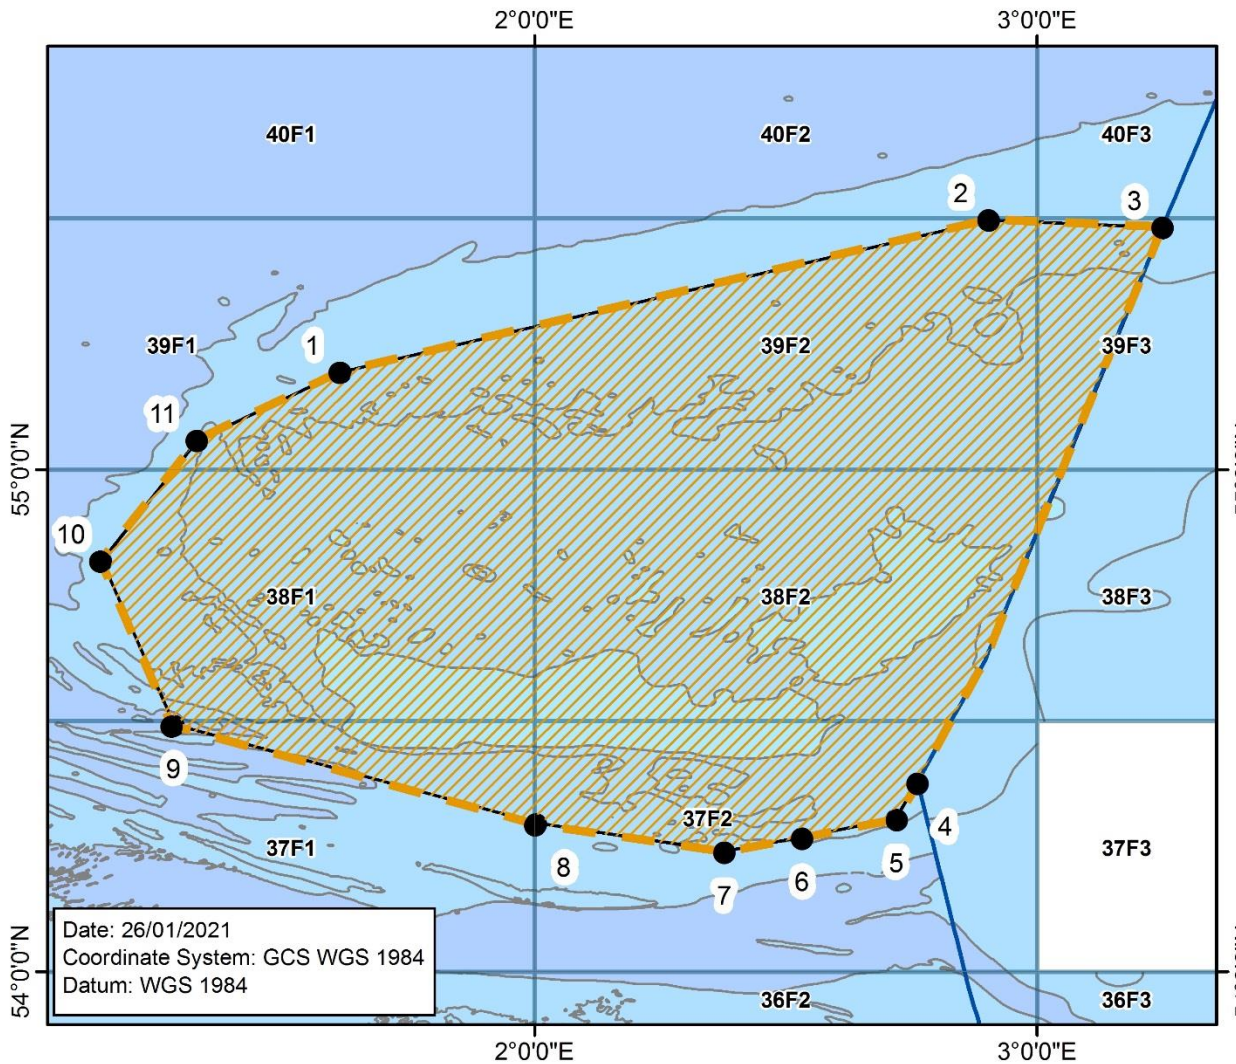 2°0'0"E 3°0'0"E
40F1 40F2 40F3
2 3
39F1 1 39F2 39F3
11
55°0'0"N
10
38F1 38F2 38F3
9
37F2
4
8 7 6 5
37F1 37F3
Date: 26/01/2021
Coordinate System: GCS WGS 1984
Datum: WGS 1984
54°0'0"N
36F2 36F3
2°0'0"E 3°0'0"E